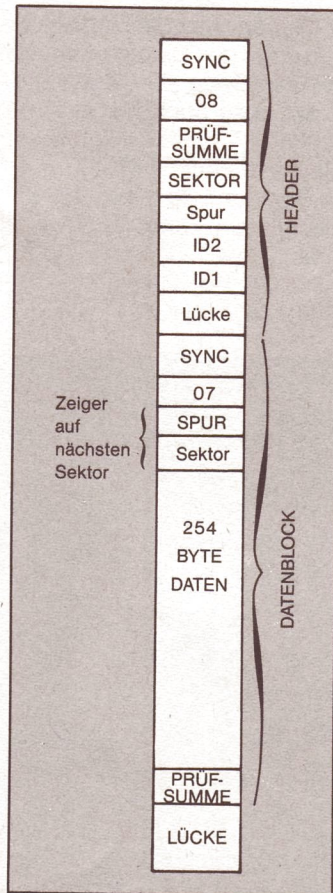 SYNC
08
PRÜF-
SUMME
SEKTOR
Spur
ID2
ID1
Lücke
HEADER
SYNC
07
SPUR
Sektor
Zeiger
auf
nächsten
Sektor
254
BYTE
DATEN
DATENBLOCK
PRÜF-
SUMME
LÜCKE